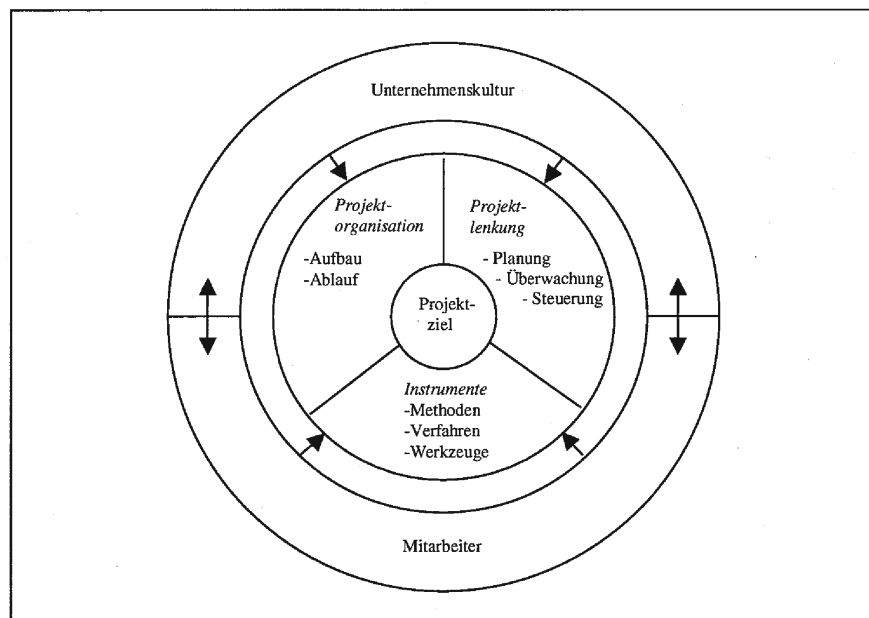 Unternehmenskultur
Projekt-
organisation
-Aufbau
-Ablauf
Projekt-
lenkung
-Planung
- Überwachung
- Steuerung
Projekt-
ziel
Instrumente
-Methoden
-Verfahren
-Werkzeuge
Mitarbeiter